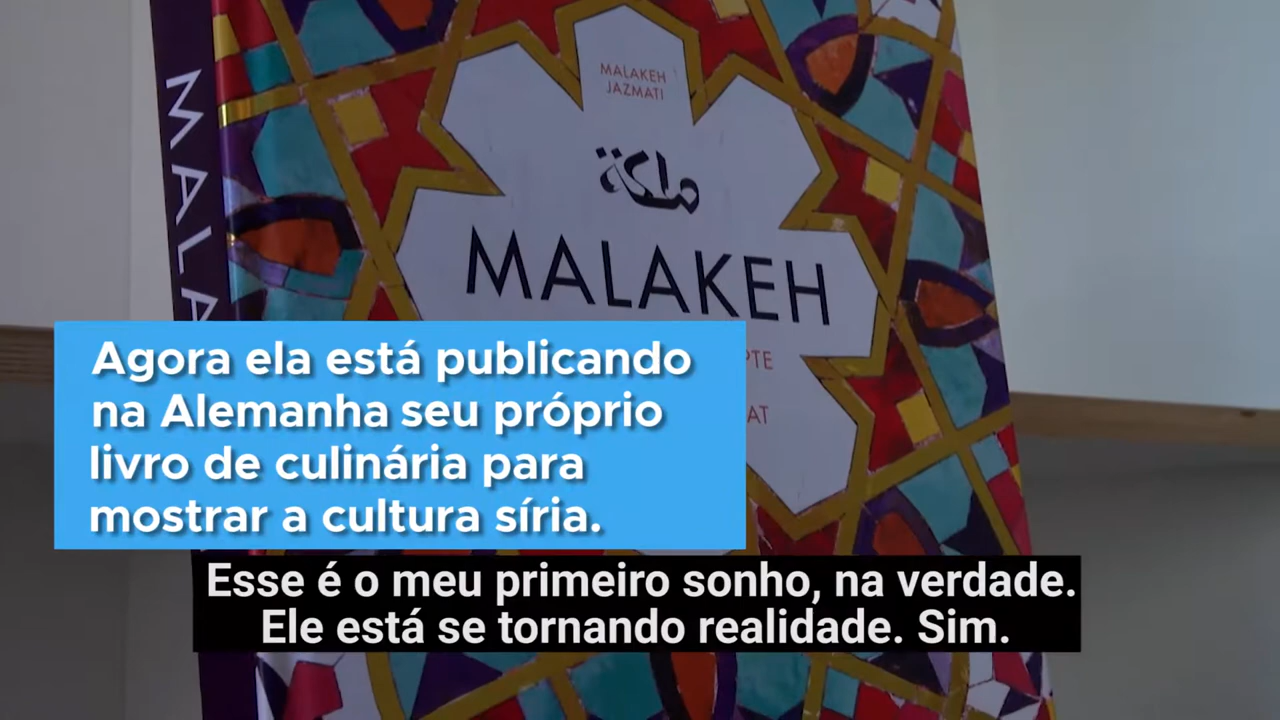 MALAKEH
JAZMATI
ملكة
MALAKEH
MALA
Agora ela está publicando
na Alemanha seu próprio
livro de culinária para
mostrar a cultura síria.
Esse é o meu primeiro sonho, na verdade.
Ele está se tornando realidade. Sim.